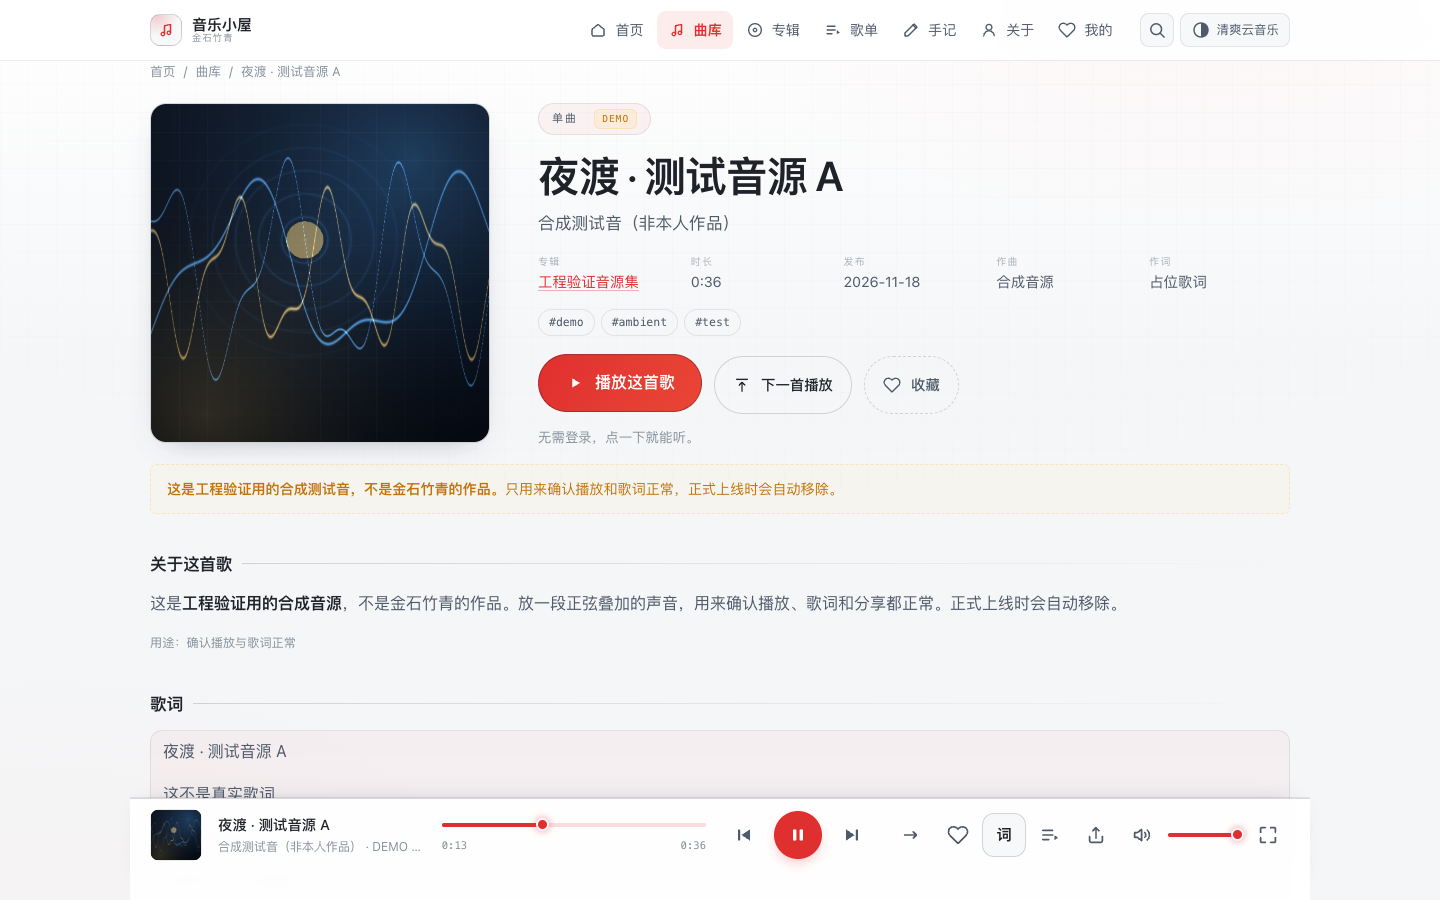 音乐小屋
金石竹青
首页
曲库
专辑
歌单
手记
关于
我的
清爽云音乐
首页 / 曲库 / 夜渡 · 测试音源 A
单曲 DEMO
夜渡 · 测试音源 A
合成测试音（非本人作品）
专辑 时长 发布 作曲 作词
工程验证音源集 0:36 2026-11-18 合成音源 占位歌词
#demo #ambient #test
播放这首歌 下一首播放 收藏
无需登录，点一下就能听。
这是工程验证用的合成测试音，不是金石竹青的作品。只用来确认播放和歌词正常，正式上线时会自动移除。
关于这首歌
这是工程验证用的合成音源，不是金石竹青的作品。放一段正弦叠加的声音，用来确认播放、歌词和分享都正常。正式上线时会自动移除。
用途：确认播放与歌词正常
歌词
夜渡 · 测试音源 A
这不是真实歌词
夜渡 · 测试音源 A
合成测试音（非本人作品） · DEMO ...
0:13 0:36
词